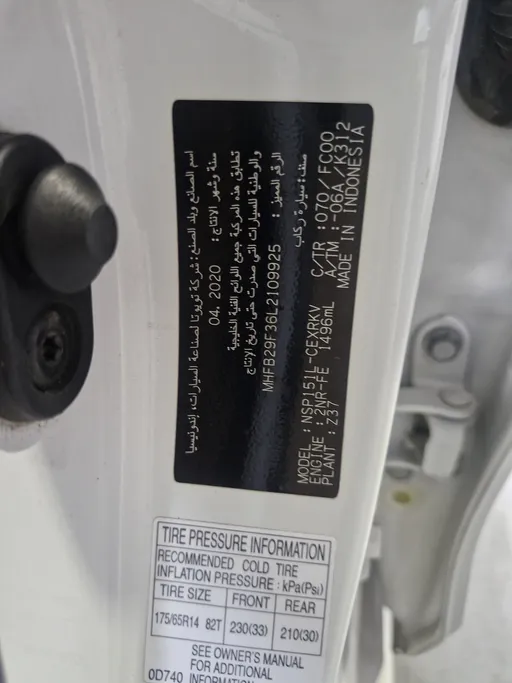 اسم الصانع وبلد الصنع: شركة تويوتا لصناعة السيارات، إندونيسيا
سنة وشهر الانتاج: 04. 2020
تطابق هذه المركبة جميع اللوائح الفنية الخليجية
والوطنية للسيارات التي صدرت حتى تاريخ الإنتاج
الرقم المميز: MHFB29F36L2109925
صنف: سيارة ركاب
MODEL : NSP151L-CEXRKV C/TR : 070 / FC00
ENGINE : 2NR-FE 1496mL A/TM : -06A /K312
PLANT : Z37 MADE IN INDONESIA
TIRE PRESSURE INFORMATION
RECOMMENDED COLD TIRE
INFLATION PRESSURE : kPa(Psi)
TIRE SIZE FRONT REAR
175/65R14 82T 230(33) 210(30)
SEE OWNER'S MANUAL
FOR ADDITIONAL
0D740 INFORMATION